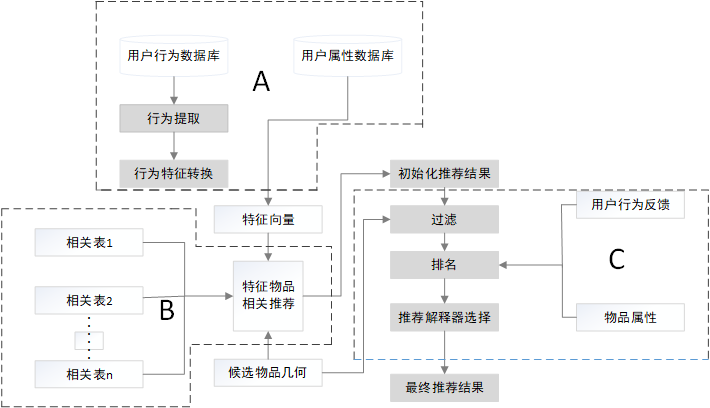 用户行为数据库
用户属性数据库
A
行为提取
行为特征转换
初始化推荐结果
特征向量
过滤
用户行为反馈
相关表1
B
特征物品
相关推荐
排名
C
相关表2
推荐解释器选择
物品属性
相关表n
候选物品几何
最终推荐结果